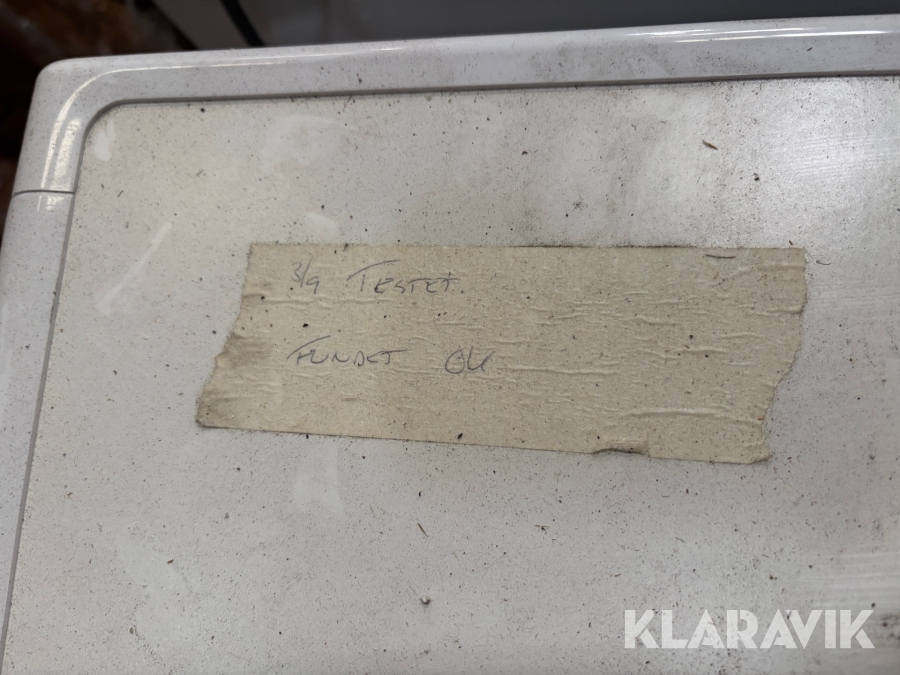 3/9 TESTET.
FUNDET OK
KLARAVIK